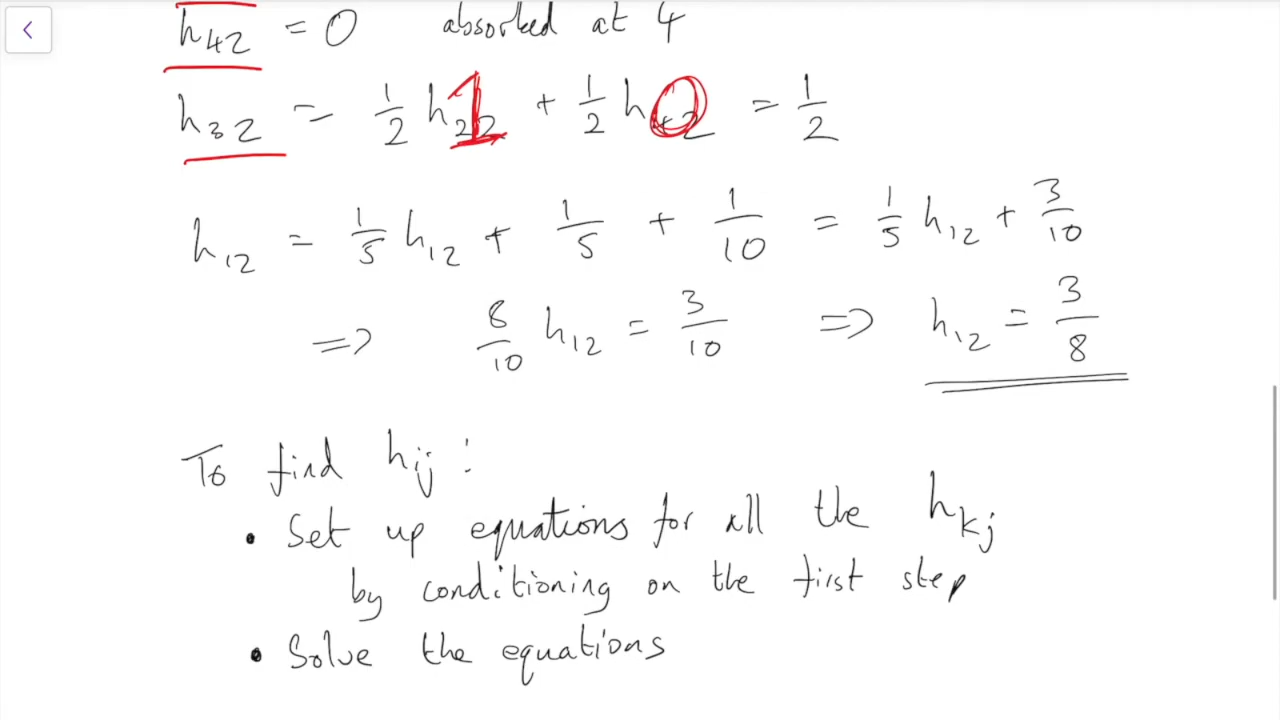 h₄₂ = 0 absorbed at 4
h₃₂ = 1/2 h₂₂ 1 + 1/2 h₄₂ 0 = 1/2
h₁₂ = 1/5 h₁₂ + 1/5 + 1/10 = 1/5 h₁₂ + 3/10
=> 8/10 h₁₂ = 3/10 => h₁₂ = 3/8
To find hᵢⱼ :
• Set up equations for all the hₖⱼ
by conditioning on the first step
• Solve the equations